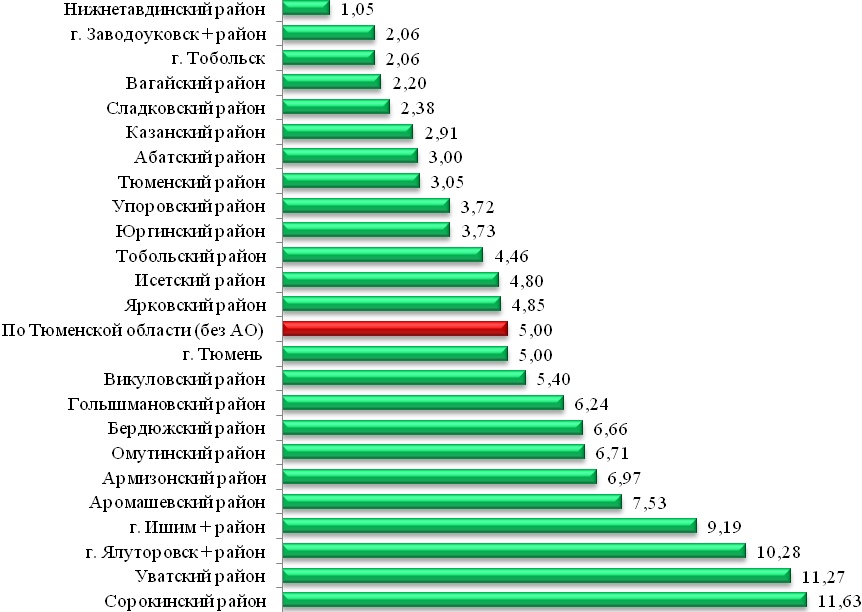 Нижнетавдинский район 1,05
г. Заводоуковск + район 2,06
г. Тобольск 2,06
Вагайский район 2,20
Сладковский район 2,38
Казанский район 2,91
Абатский район 3,00
Тюменский район 3,05
Упоровский район 3,72
Юргинский район 3,73
Тобольский район 4,46
Исетский район 4,80
Ярковский район 4,85
По Тюменской области (без АО) 5,00
г. Тюмень 5,00
Викуловский район 5,40
Голышмановский район 6,24
Бердюжский район 6,66
Омутинский район 6,71
Армизонский район 6,97
Аромашевский район 7,53
г. Ишим + район 9,19
г. Ялуторовск + район 10,28
Уватский район 11,27
Сорокинский район 11,63